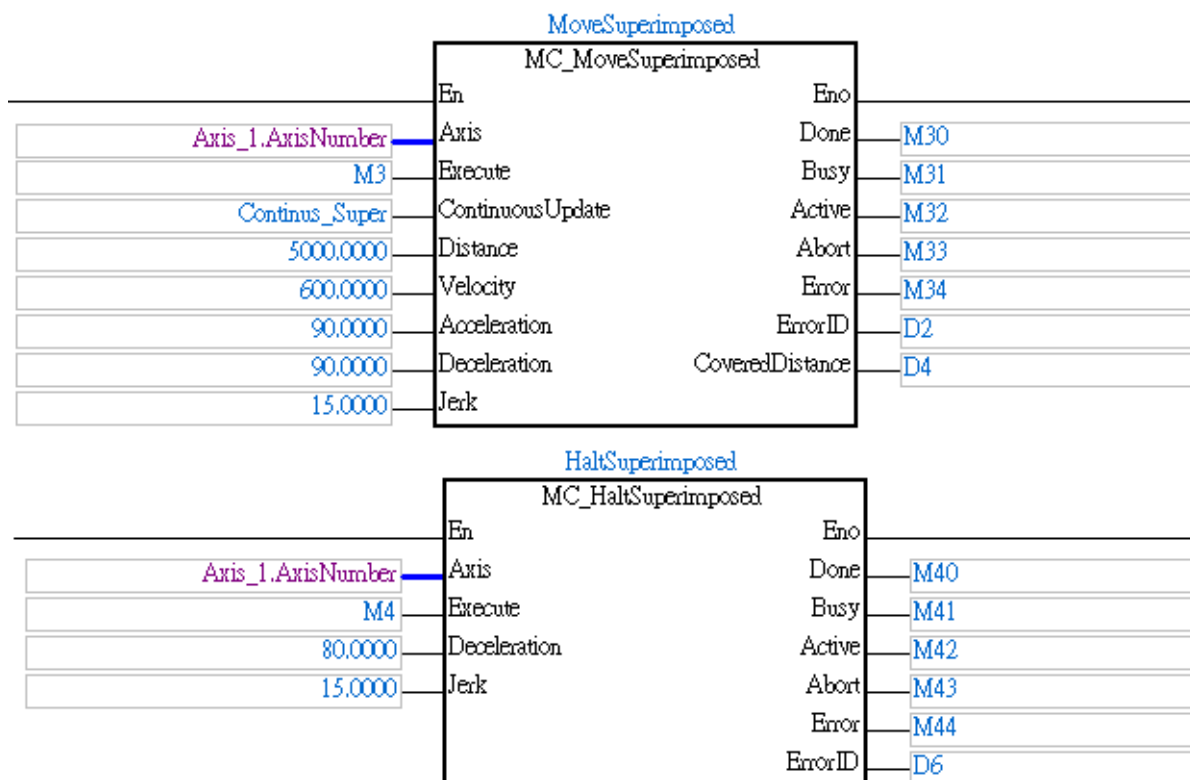 MoveSuperimposed
MC_MoveSuperimposed
En Eno
Axis_1.AxisNumber Axis Done M30
M3 Execute Busy M31
Continus_Super ContinuousUpdate Active M32
5000.0000 Distance Abort M33
600.0000 Velocity Error M34
90.0000 Acceleration ErrorID D2
90.0000 Deceleration CoveredDistance D4
15.0000 Jerk
HaltSuperimposed
MC_HaltSuperimposed
En Eno
Axis_1.AxisNumber Axis Done M40
M4 Execute Busy M41
80.0000 Deceleration Active M42
15.0000 Jerk Abort M43
Error M44
ErrorID D6